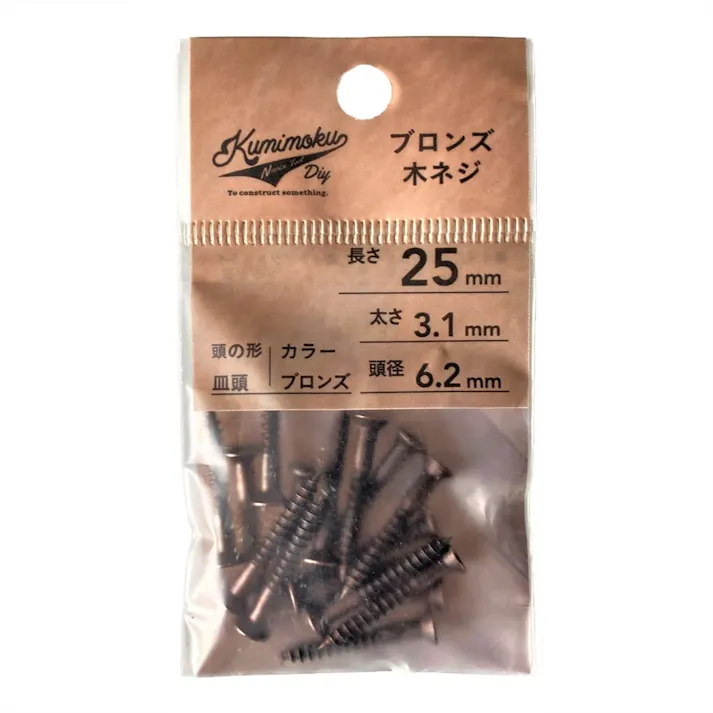 Kumimoku
Novice Tool
Diy
To construct something.
ブロンズ
木ネジ
長さ 25 mm
太さ 3.1 mm
頭径 6.2 mm
頭の形 カラー
皿頭 ブロンズ